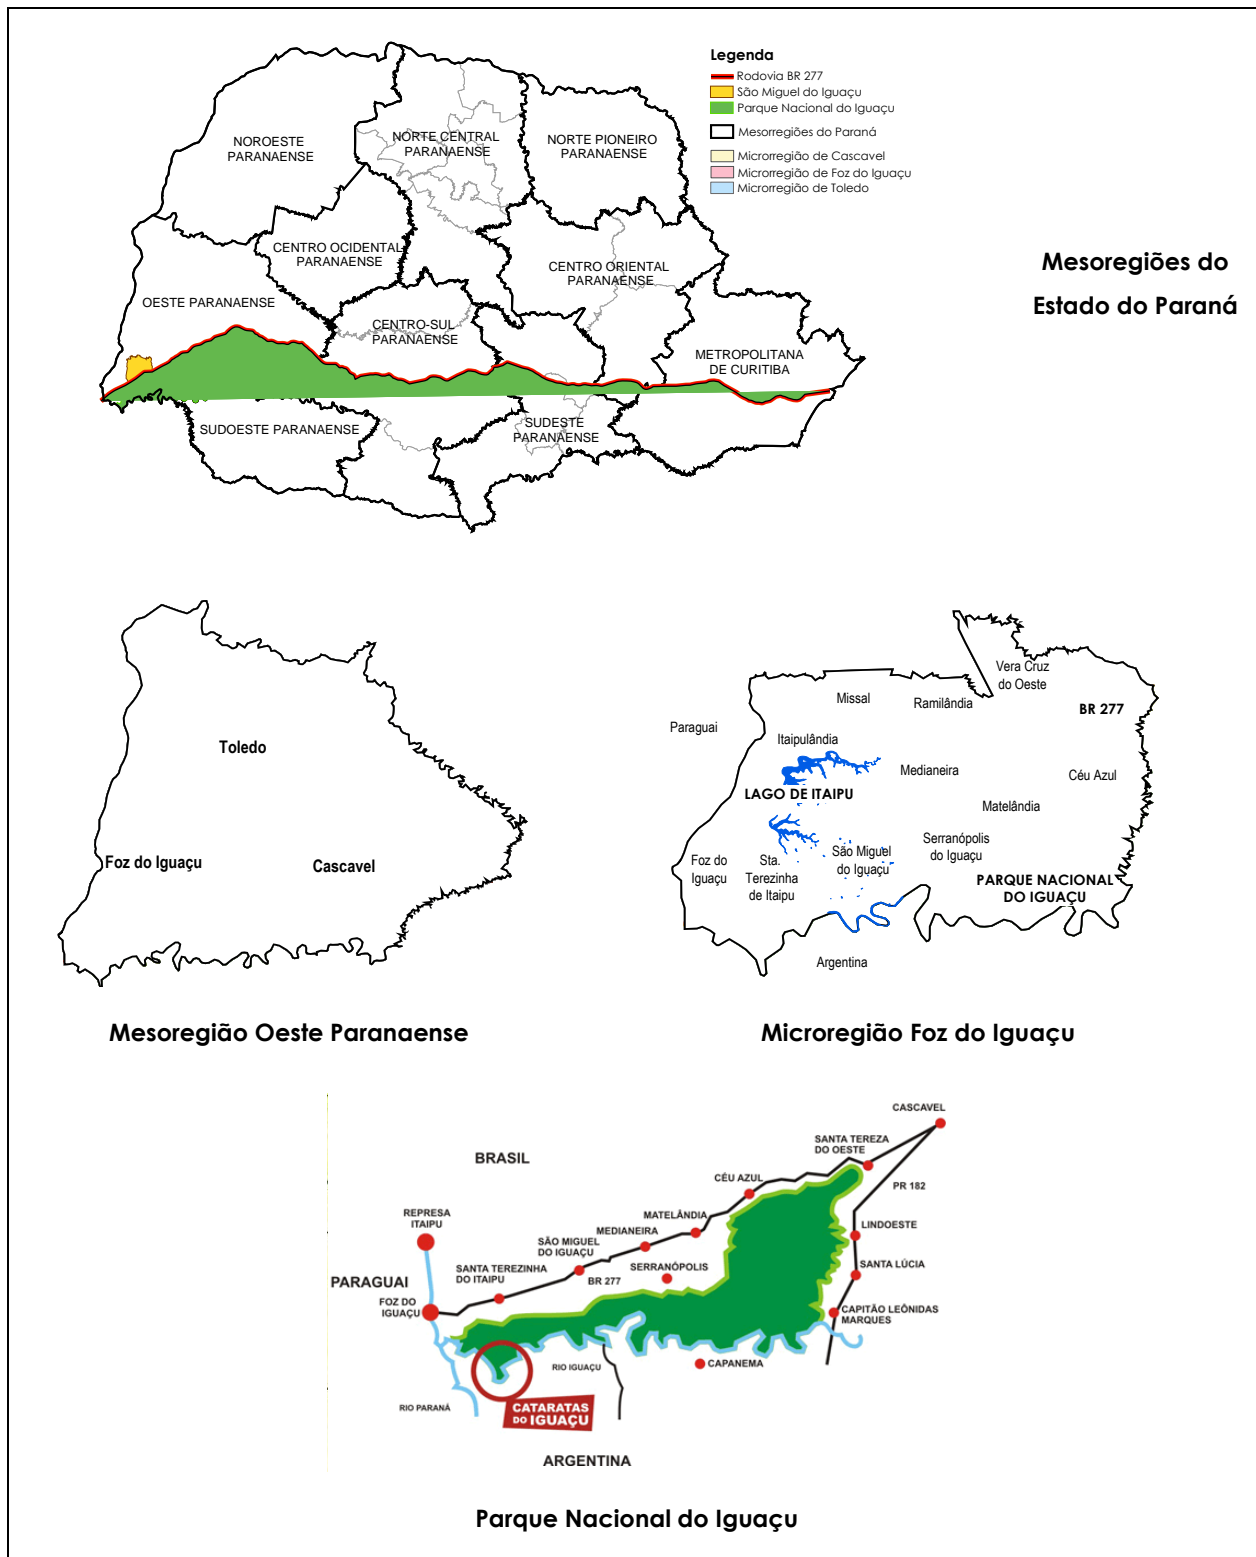 Legenda
Rodovia BR 277
São Miguel do Iguaçu
Parque Nacional do Iguaçu
Mesorregiões do Paraná
Microrregião de Cascavel
Microrregião de Foz do Iguaçu
Microrregião de Toledo
NOROESTE
PARANAENSE
NORTE CENTRAL
PARANAENSE
NORTE PIONEIRO
PARANAENSE
CENTRO OCIDENTAL
PARANAENSE
CENTRO ORIENTAL
PARANAENSE
OESTE PARANAENSE
CENTRO-SUL
PARANAENSE
METROPOLITANA
DE CURITIBA
SUDOESTE PARANAENSE
SUDESTE
PARANAENSE
Mesoregiões do
Estado do Paraná
Toledo
Foz do Iguaçu
Cascavel
Mesoregião Oeste Paranaense
Vera Cruz
do Oeste
Missal
Ramilândia
BR 277
Paraguai
Itaipulândia
Medianeira
Céu Azul
LAGO DE ITAIPU
Matelândia
Serranópolis
do Iguaçu
Foz do
Iguaçu
Sta.
Terezinha
de Itaipu
São Miguel
do Iguaçu
PARQUE NACIONAL
DO IGUAÇU
Argentina
Microregião Foz do Iguaçu
CASCAVEL
SANTA TEREZA
DO OESTE
BRASIL
CÉU AZUL
PR 182
REPRESA
ITAIPU
MATELÂNDIA
MEDIANEIRA
LINDOESTE
SÃO MIGUEL
DO IGUAÇU
SERRANÓPOLIS
SANTA LÚCIA
SANTA TEREZINHA
DO ITAIPU
BR 277
PARAGUAI
FOZ DO
IGUAÇU
CAPITÃO LEÔNIDAS
MARQUES
RIO IGUAÇU
CAPANEMA
RIO PARANÁ
CATARATAS
DO IGUAÇU
ARGENTINA
Parque Nacional do Iguaçu